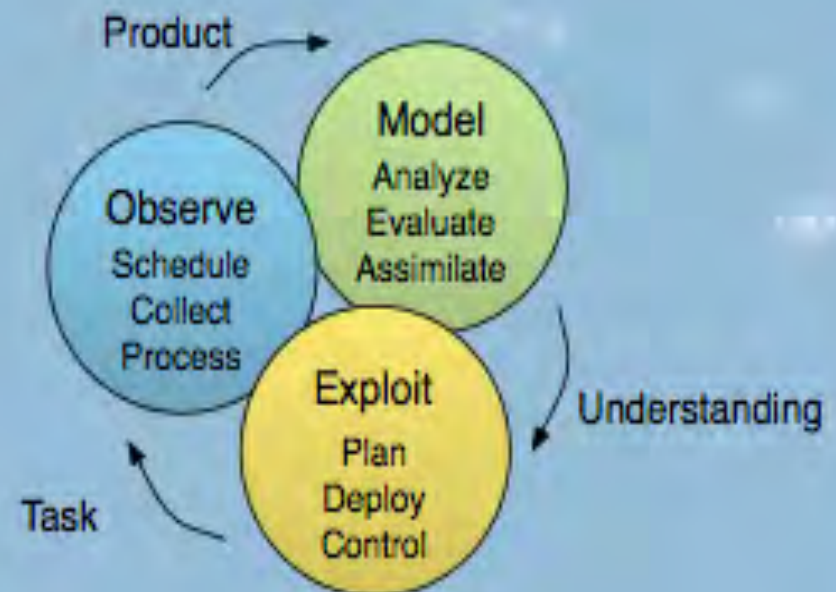 Product
Model
Analyze
Evaluate
Assimilate
Observe
Schedule
Collect
Process
Exploit
Plan
Deploy
Control
Understanding
Task